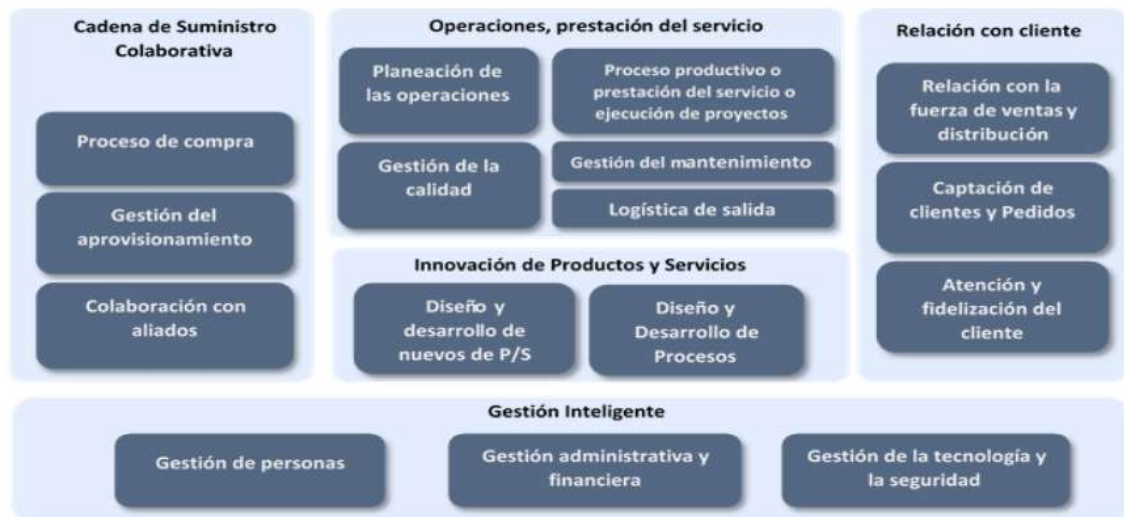 Cadena de Suministro
Colaborativa
Proceso de compra
Gestión del
aprovisionamiento
Colaboración con
aliados
Operaciones, prestación del servicio
Planeación de
las operaciones
Proceso productivo o
prestación del servicio o
ejecución de proyectos
Gestión de la
calidad
Gestión del mantenimiento
Logística de salida
Innovación de Productos y Servicios
Diseño y
desarrollo de
nuevos de P/S
Diseño y
Desarrollo de
Procesos
Relación con cliente
Relación con la
fuerza de ventas y
distribución
Captación de
clientes y Pedidos
Atención y
fidelización del
cliente
Gestión Inteligente
Gestión de personas
Gestión administrativa y
financiera
Gestión de la tecnología y
la seguridad